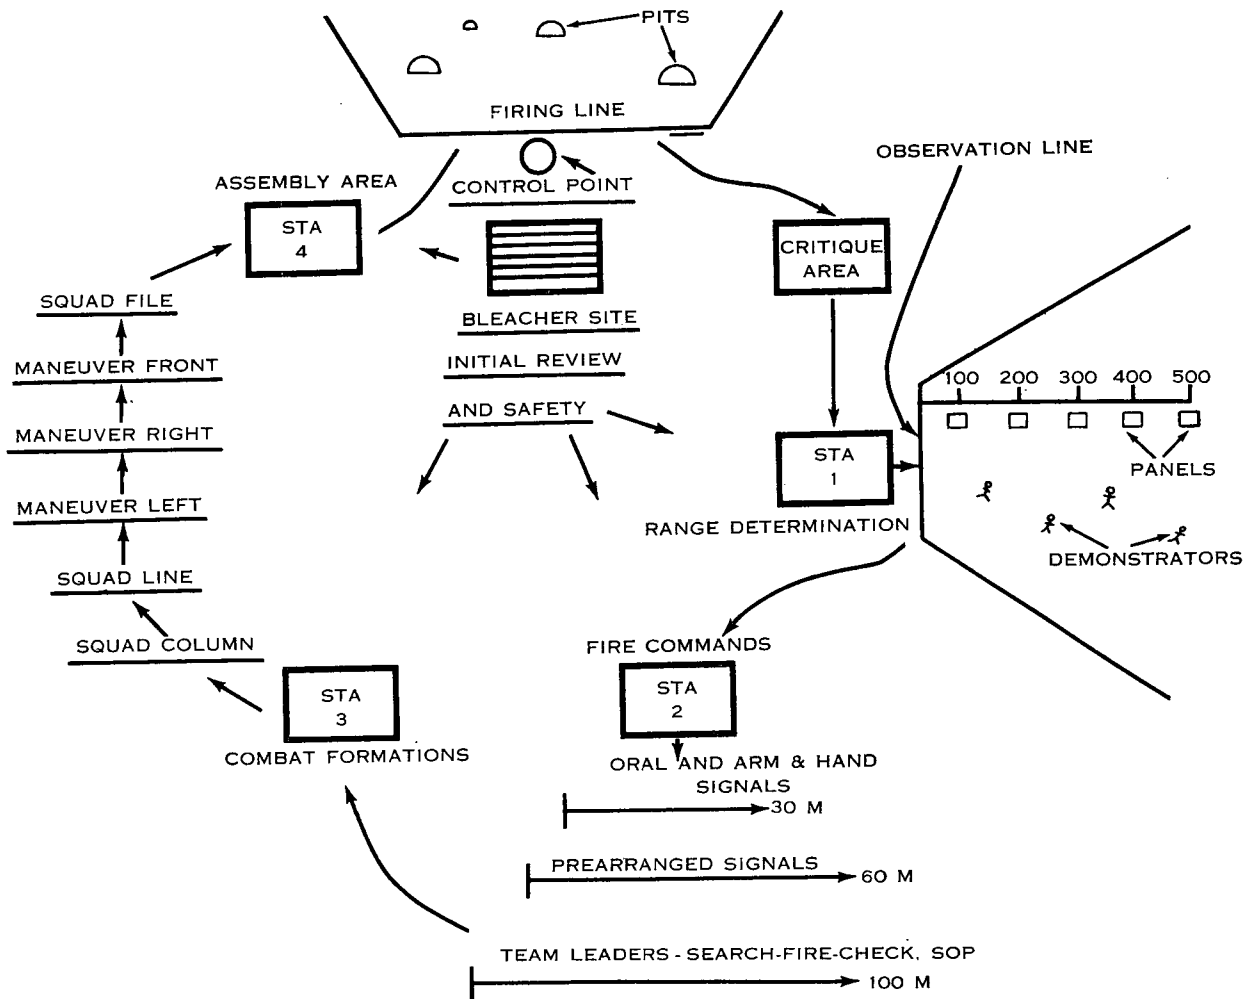 PITS
FIRING LINE
OBSERVATION LINE
ASSEMBLY AREA
CONTROL POINT
STA
4
CRITIQUE
AREA
SQUAD FILE
BLEACHER SITE
INITIAL REVIEW
AND SAFETY
MANEUVER FRONT
MANEUVER RIGHT
MANEUVER LEFT
SQUAD LINE
SQUAD COLUMN
100 200 300 400 500
PANELS
STA
1
RANGE DETERMINATION
DEMONSTRATORS
FIRE COMMANDS
STA
2
STA
3
COMBAT FORMATIONS
ORAL AND ARM & HAND
SIGNALS
30 M
PREARRANGED SIGNALS
60 M
TEAM LEADERS - SEARCH-FIRE-CHECK, SOP
100 M